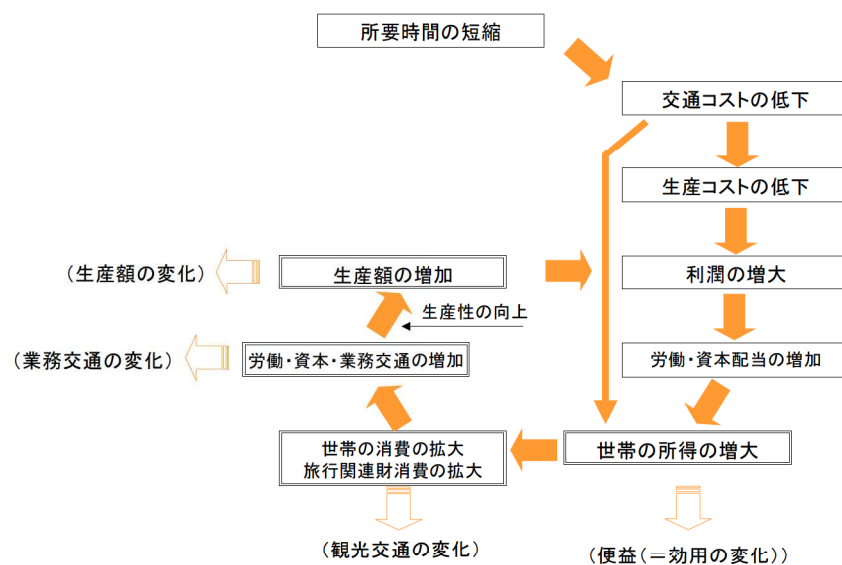 所要時間の短縮
交通コストの低下
生産コストの低下
(生産額の変化)
生産額の増加
利潤の増大
生産性の向上
(業務交通の変化)
労働・資本・業務交通の増加
労働・資本配当の増加
世帯の消費の拡大
旅行関連財消費の拡大
世帯の所得の増大
(観光交通の変化)
(便益(=効用の変化))